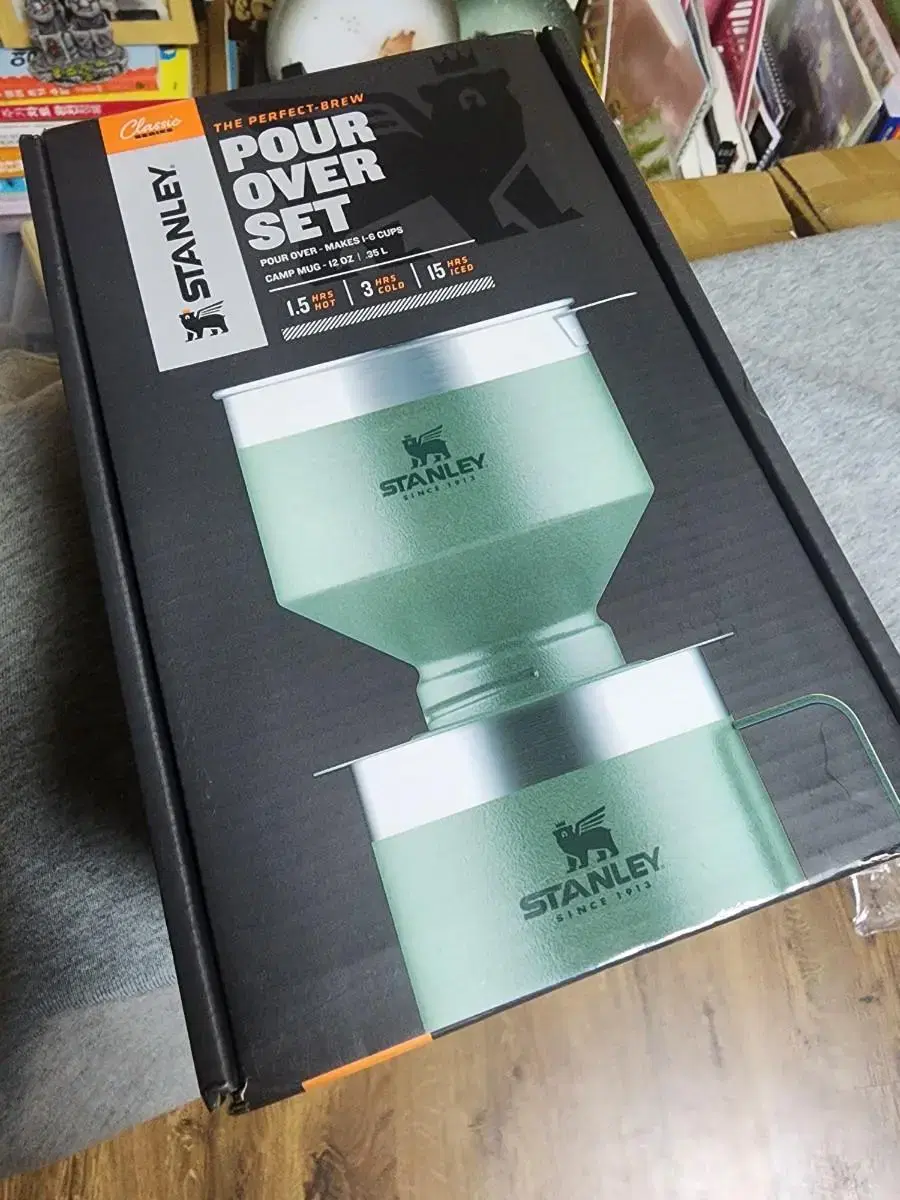 Classic
SERIES
STANLEY.
THE PERFECT-BREW
POUR
OVER
SET
POUR OVER - MAKES 1-6 CUPS
CAMP MUG - 12 OZ | .35 L
1.5 HRS HOT | 3 HRS COLD | 15 HRS ICED
STANLEY
SINCE 1913
STANLEY
SINCE 1913